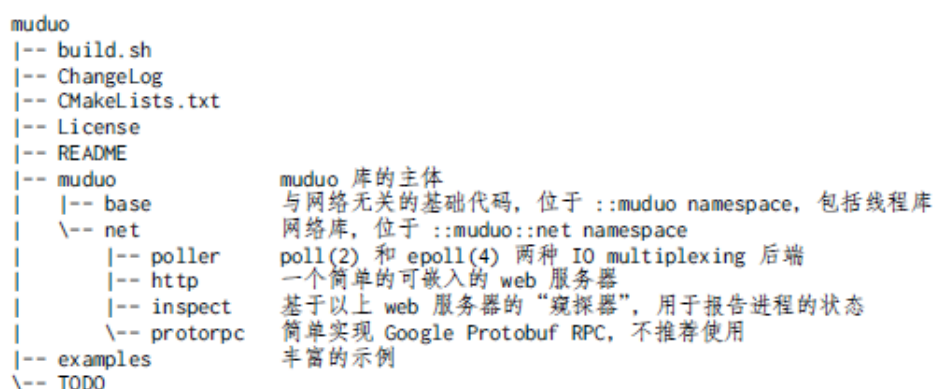 muduo
|-- build.sh
|-- ChangeLog
|-- CMakeLists.txt
|-- License
|-- README
|-- muduo muduo 库的主体
| |-- base 与网络无关的基础代码, 位于 ::muduo namespace, 包括线程库
| \-- net 网络库, 位于 ::muduo::net namespace
| |-- poller poll(2) 和 epoll(4) 两种 IO multiplexing 后端
| |-- http 一个简单的可嵌入的 web 服务器
| |-- inspect 基于以上 web 服务器的“窥探器”, 用于报告进程的状态
| \-- protorpc 简单实现 Google Protobuf RPC, 不推荐使用
|-- examples 丰富的示例
\-- TODO